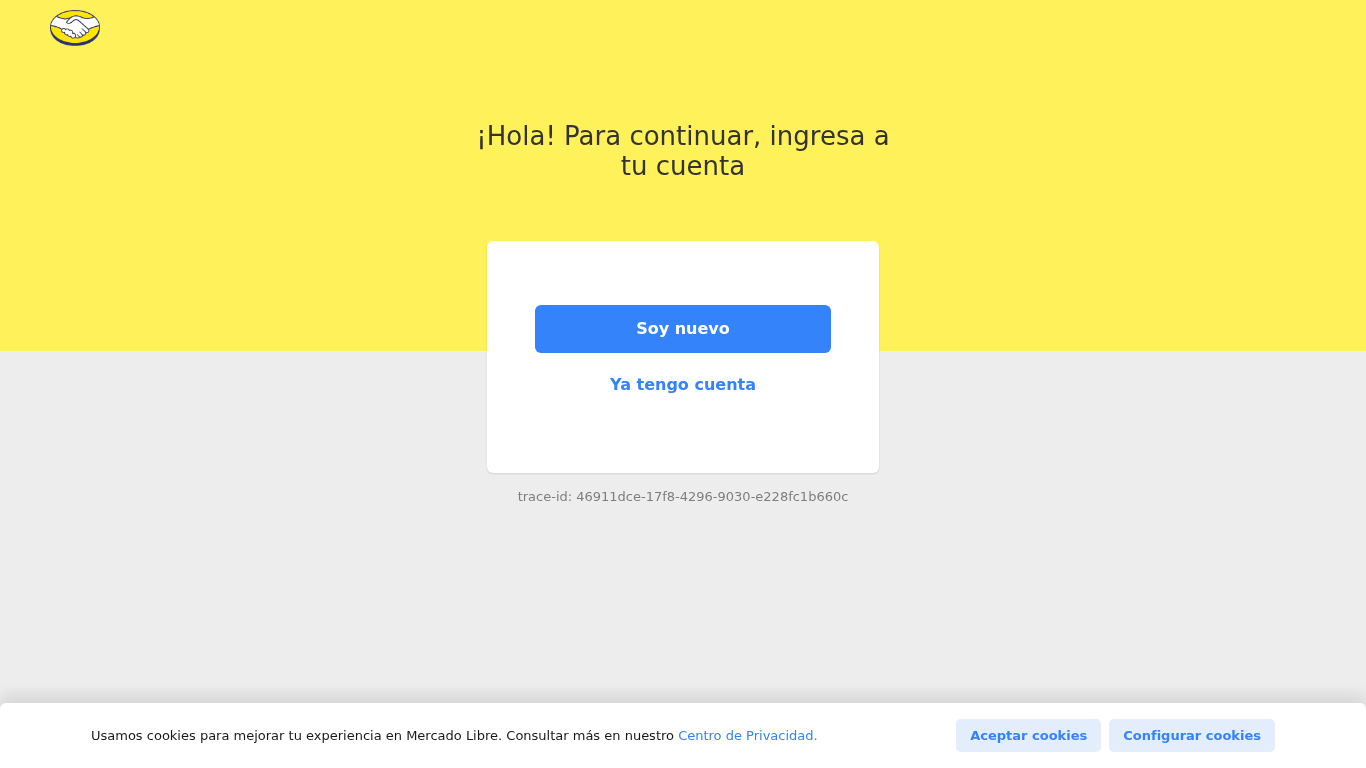 ¡Hola! Para continuar, ingresa a
tu cuenta
Soy nuevo
Ya tengo cuenta
trace-id: 46911dce-17f8-4296-9030-e228fc1b660c
Usamos cookies para mejorar tu experiencia en Mercado Libre. Consultar más en nuestro Centro de Privacidad.
Aceptar cookies
Configurar cookies